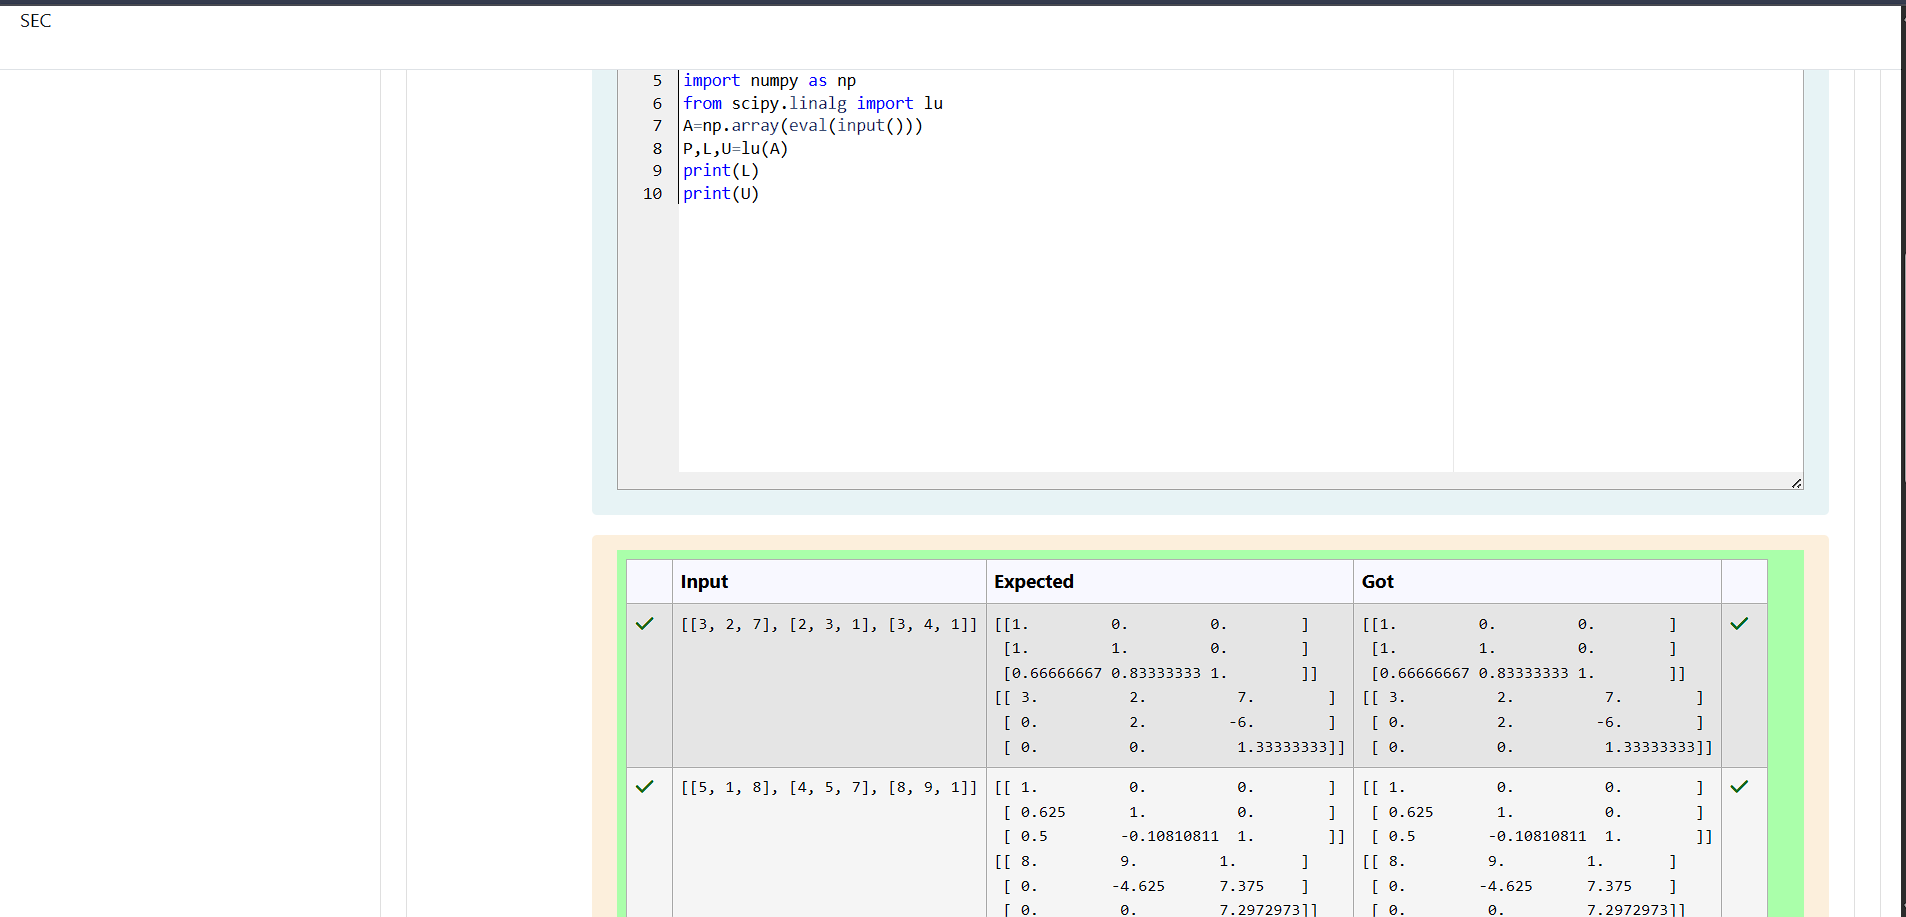 SEC
5 import numpy as np
6 from scipy.linalg import lu
7 A=np.array(eval(input()))
8 P,L,U=lu(A)
9 print(L)
10 print(U)
Input Expected Got
[[3, 2, 7], [2, 3, 1], [3, 4, 1]] [[1. 0. 0. ] [[1. 0. 0. ]
[1. 1. 0. ] [1. 1. 0. ]
[0.66666667 0.83333333 1. ]] [0.66666667 0.83333333 1. ]]
[[ 3. 2. 7. ] [[ 3. 2. 7. ]
[ 0. 2. -6. ] [ 0. 2. -6. ]
[ 0. 0. 1.33333333]] [ 0. 0. 1.33333333]]
[[5, 1, 8], [4, 5, 7], [8, 9, 1]] [[ 1. 0. 0. ] [[ 1. 0. 0. ]
[ 0.625 1. 0. ] [ 0.625 1. 0. ]
[ 0.5 -0.10810811 1. ]] [ 0.5 -0.10810811 1. ]]
[[ 8. 9. 1. ] [[ 8. 9. 1. ]
[ 0. -4.625 7.375 ] [ 0. -4.625 7.375 ]
[ 0. 0. 7.2972973]] [ 0. 0. 7.2972973]]